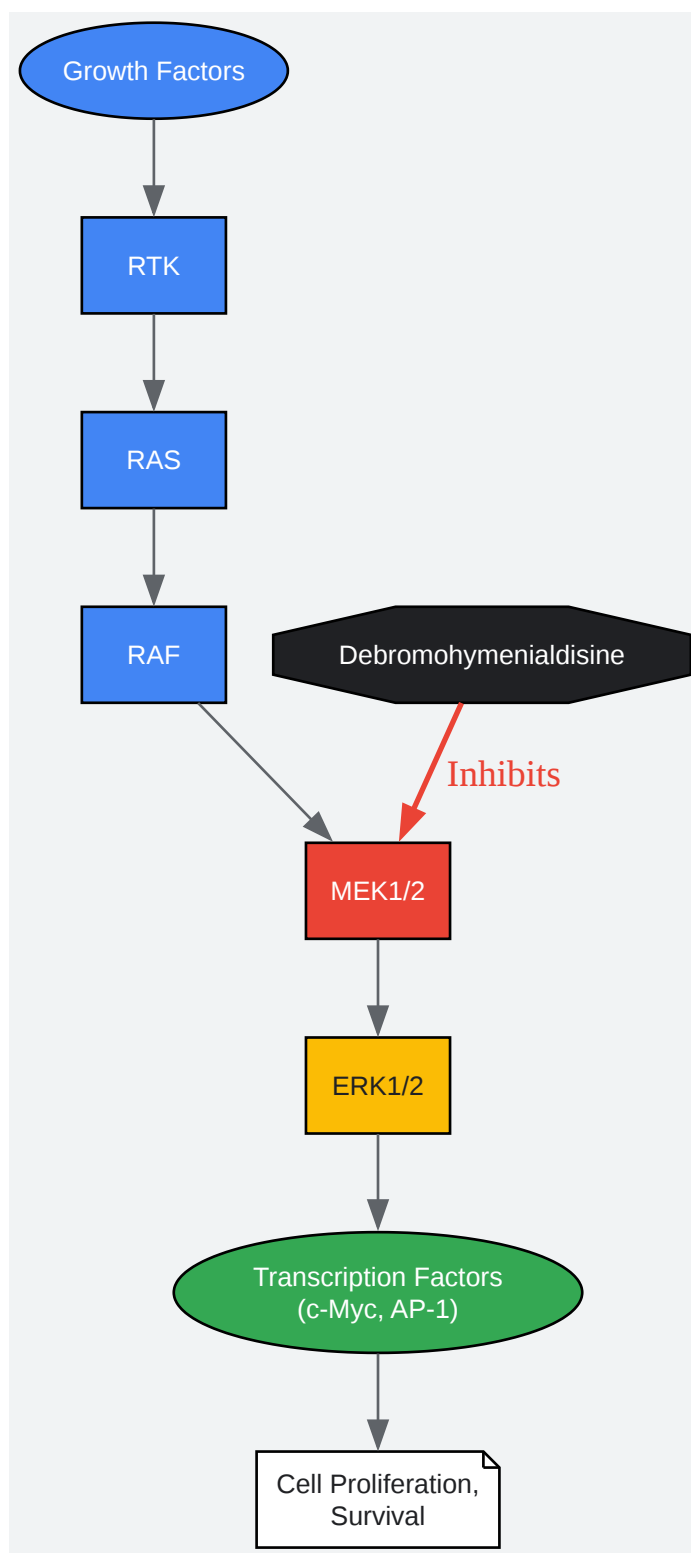 Growth Factors
RTK
RAS
RAF
Debromohymenialdisine
Inhibits
MEK1/2
ERK1/2
Transcription Factors
(c-Myc, AP-1)
Cell Proliferation,
Survival